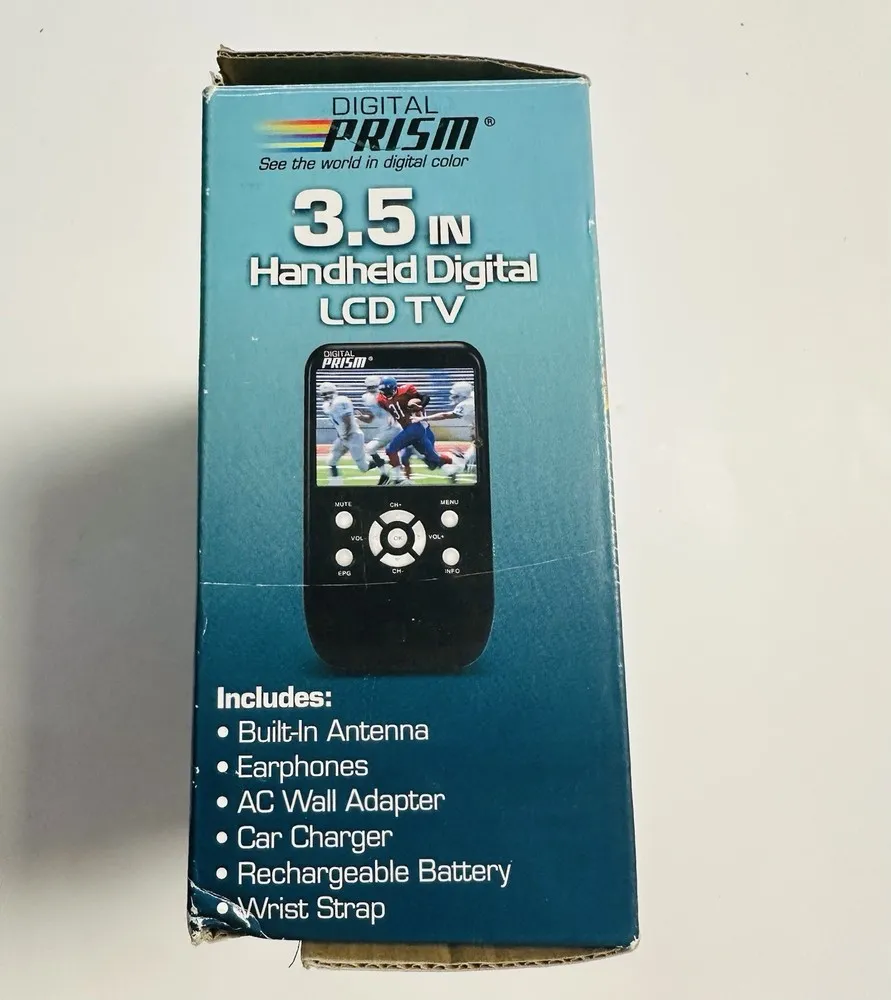 DIGITAL
PRISM®
See the world in digital color
3.5 IN
Handheld Digital
LCD TV
DIGITAL
PRISM®
31
MUTE
CH+
MENU
VOL-
OK
VOL+
EPG
CH-
INFO
Includes:
• Built-In Antenna
• Earphones
• AC Wall Adapter
• Car Charger
• Rechargeable Battery
• Wrist Strap